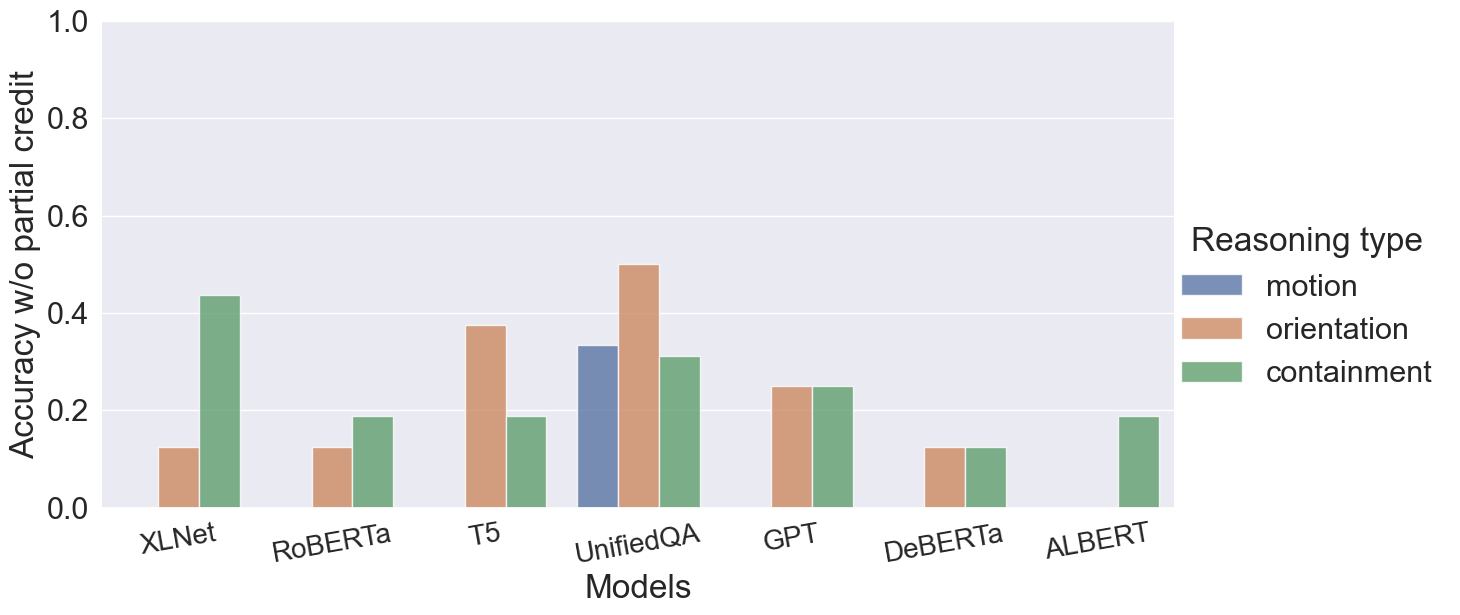 Accuracy w/o partial credit
1.0
0.8
0.6
0.4
0.2
0.0
XLNet
RoBERTa
T5
UnifiedQA
GPT
DeBERTa
ALBERT
Models
Reasoning type
motion
orientation
containment